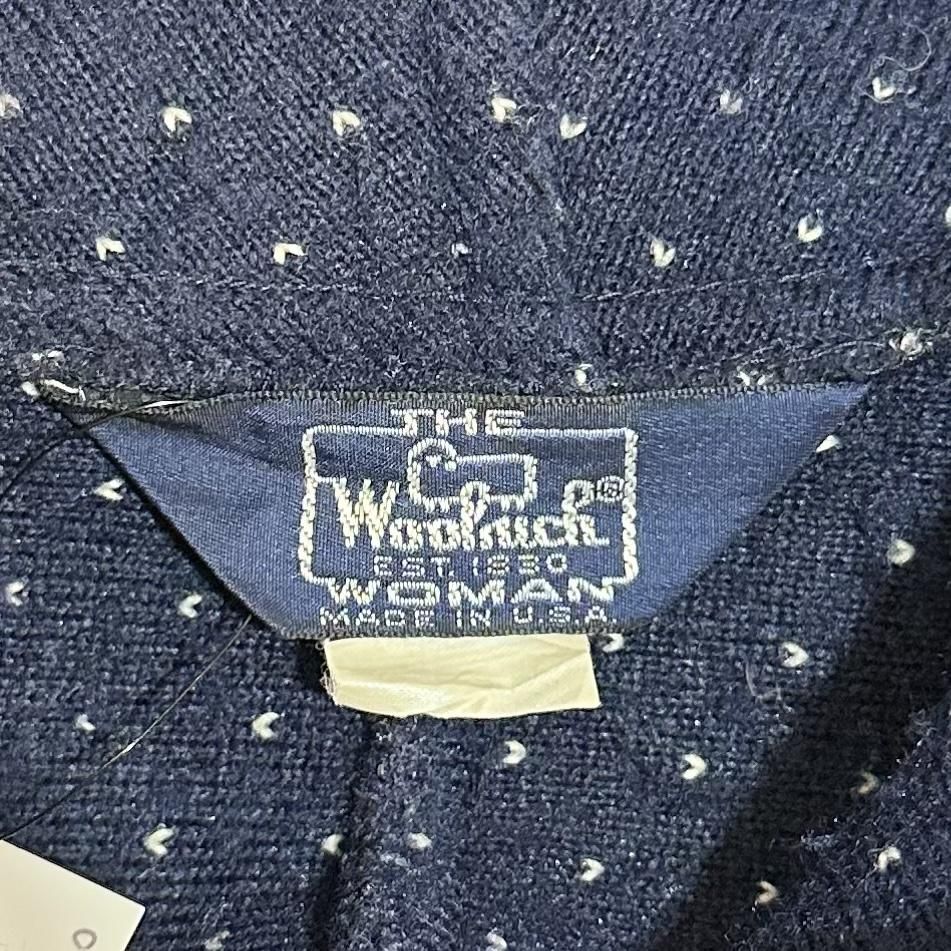 THE
Woolrich®
EST 1830
WOMAN
MADE IN U.S.A.